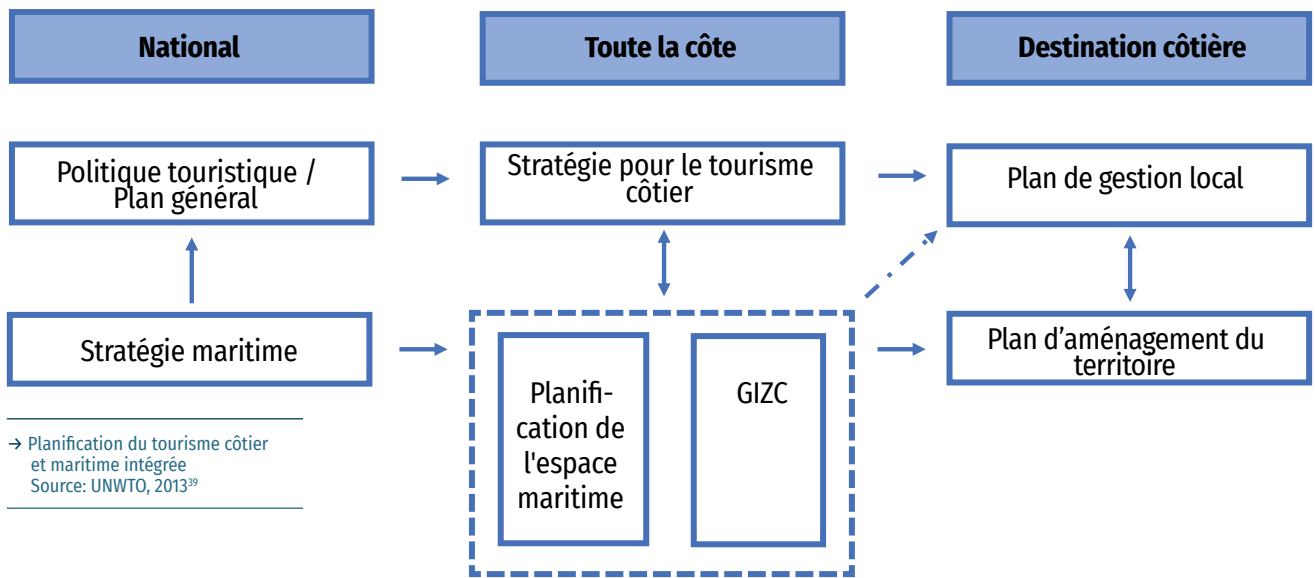 National
Toute la côte
Destination côtière
Politique touristique /
Plan général
Stratégie pour le tourisme
côtier
Plan de gestion local
Stratégie maritime
Planifi-
cation de
l'espace
maritime
GIZC
Plan d’aménagement du
territoire
→ Planification du tourisme côtier
et maritime intégrée
Source: UNWTO, 2013³⁹